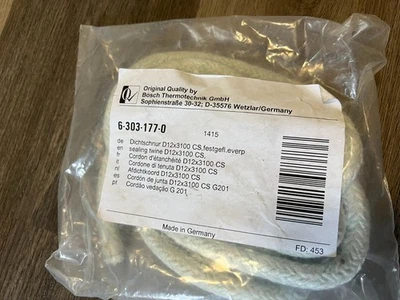 Original Quality by
Bosch Thermotechnik GmbH
Sophienstraße 30-32; D-35576 Wetzlar/Germany
6-303-177-0
1415
de Dichtschnur D12x3100 CS,festgefl.everp
en sealing twine D12x3100 CS,
fr Cordon d'étanchéité D12x3100 CS
it Cordone di tenuta D12x3100 CS
nl Afdichtkoord D12x3100 CS
es Cordón de junta D12x3100 CS G201
pt Cordão vedação G 201
Made in Germany
FD: 453